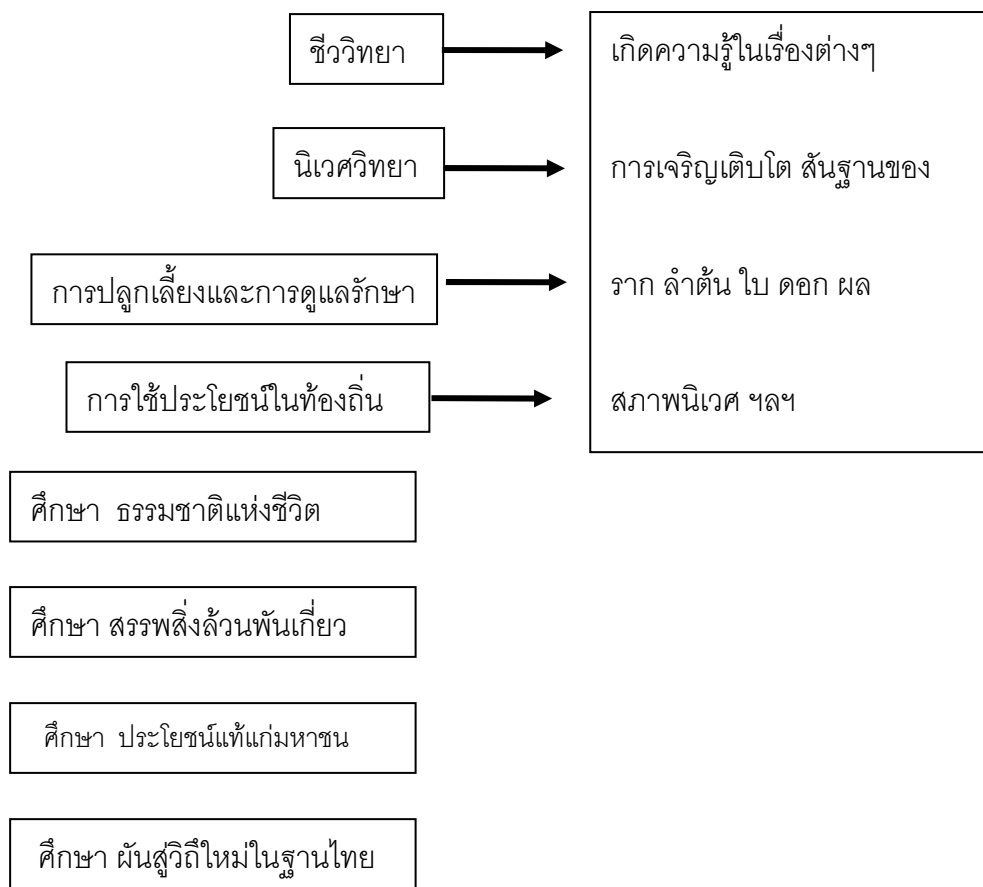 ชีววิทยา
เกิดความรู้ในเรื่องต่างๆ
นิเวศวิทยา
การเจริญเติบโต สันฐานของ
การปลูกเลี้ยงและการดูแลรักษา
ราก ลำต้น ใบ ดอก ผล
การใช้ประโยชน์ในท้องถิ่น
สภาพนิเวศ ฯลฯ
ศึกษา ธรรมชาติแห่งชีวิต
ศึกษา สรรพสิ่งล้วนพันเกี่ยว
ศึกษา ประโยชน์แท้แก่มหาชน
ศึกษา ผันสู่วิถีใหม่ในฐานไทย